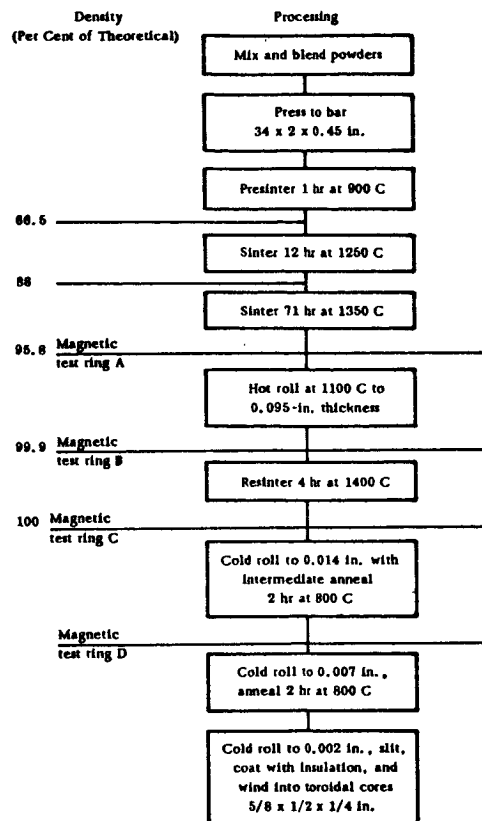 Density
(Per Cent of Theoretical)
Processing
Mix and blend powders
Press to bar
34 x 2 x 0.45 in.
Presinter 1 hr at 900 C
66.5
Sinter 12 hr at 1250 C
88
Sinter 71 hr at 1350 C
95.8 Magnetic
test ring A
Hot roll at 1100 C to
0.095-in. thickness
99.9 Magnetic
test ring B
Resinter 4 hr at 1400 C
100 Magnetic
test ring C
Cold roll to 0.014 in. with
intermediate anneal
2 hr at 800 C
Magnetic
test ring D
Cold roll to 0.007 in.,
anneal 2 hr at 800 C
Cold roll to 0.002 in., slit,
coat with insulation, and
wind into toroidal cores
5/8 x 1/2 x 1/4 in.